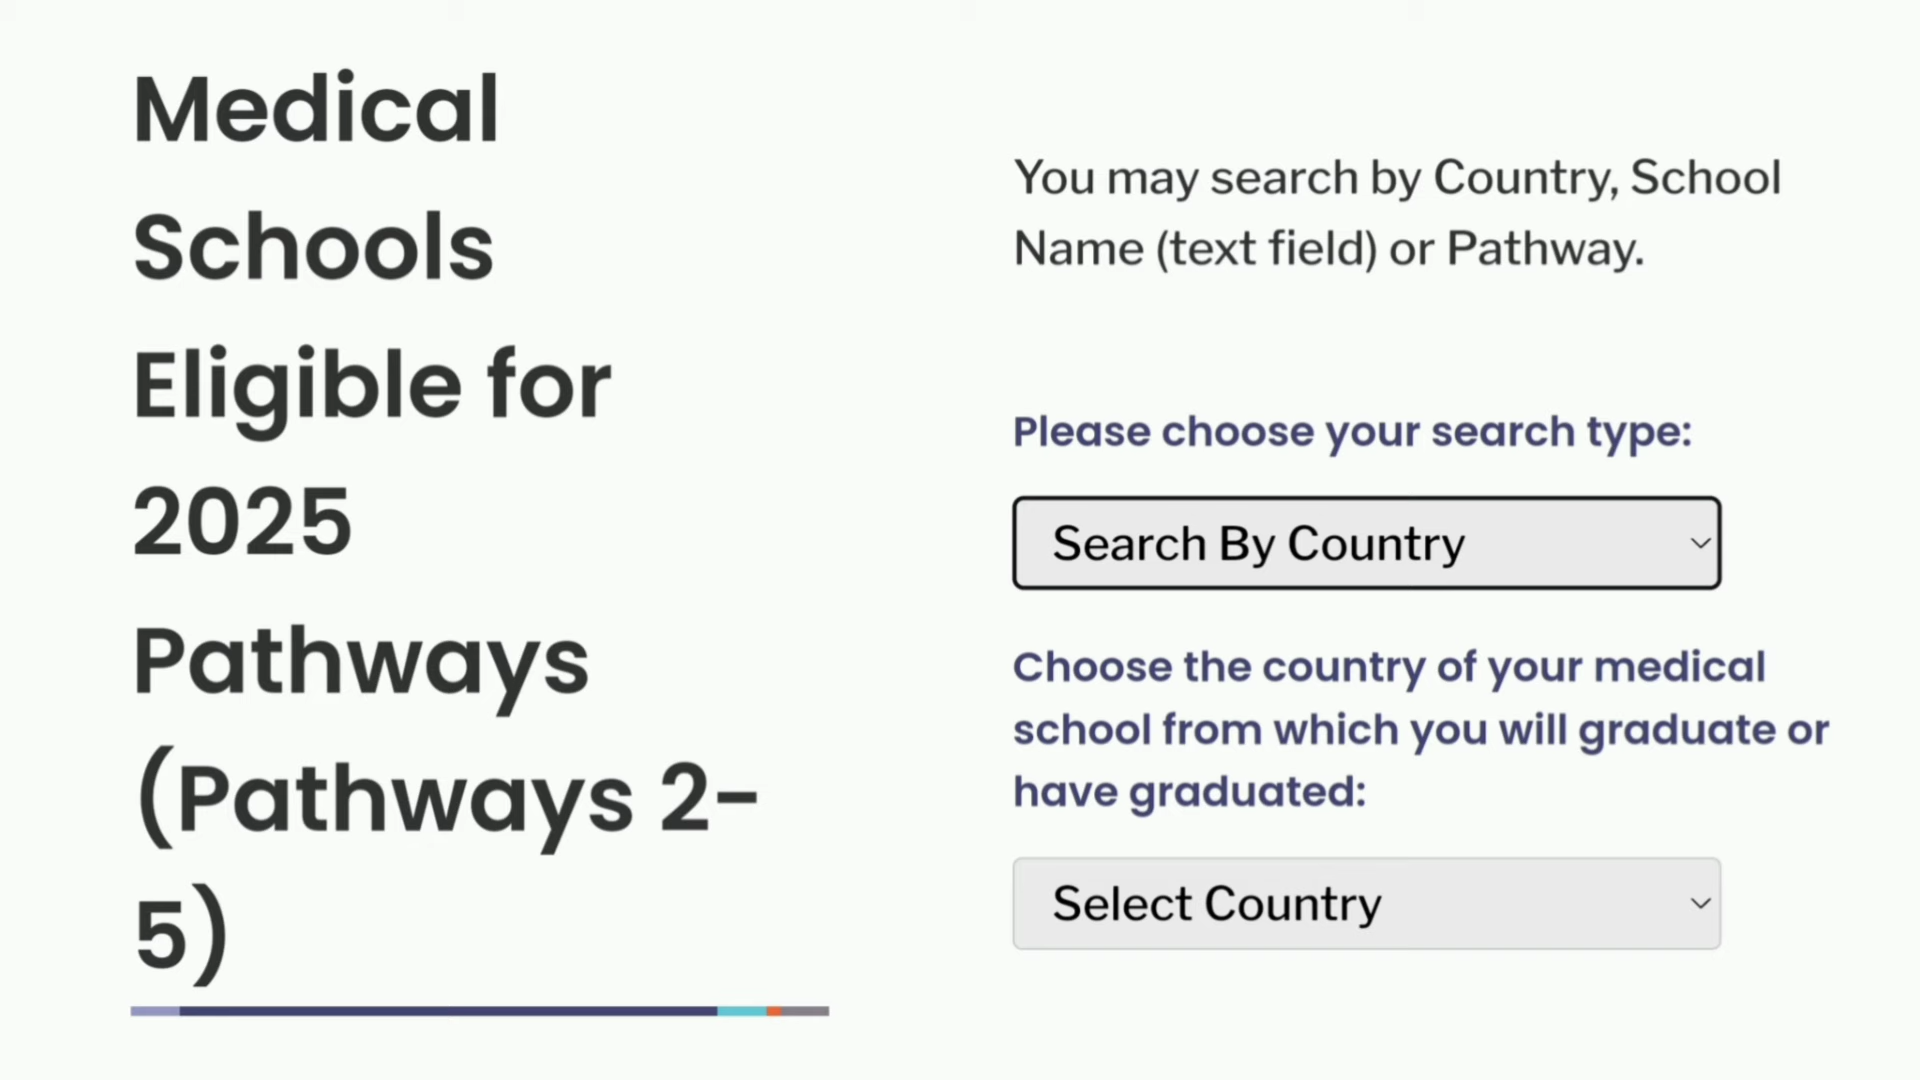 Medical
Schools
Eligible for
2025
Pathways
(Pathways 2-
5)
You may search by Country, School
Name (text field) or Pathway.
Please choose your search type:
Search By Country
Choose the country of your medical
school from which you will graduate or
have graduated:
Select Country